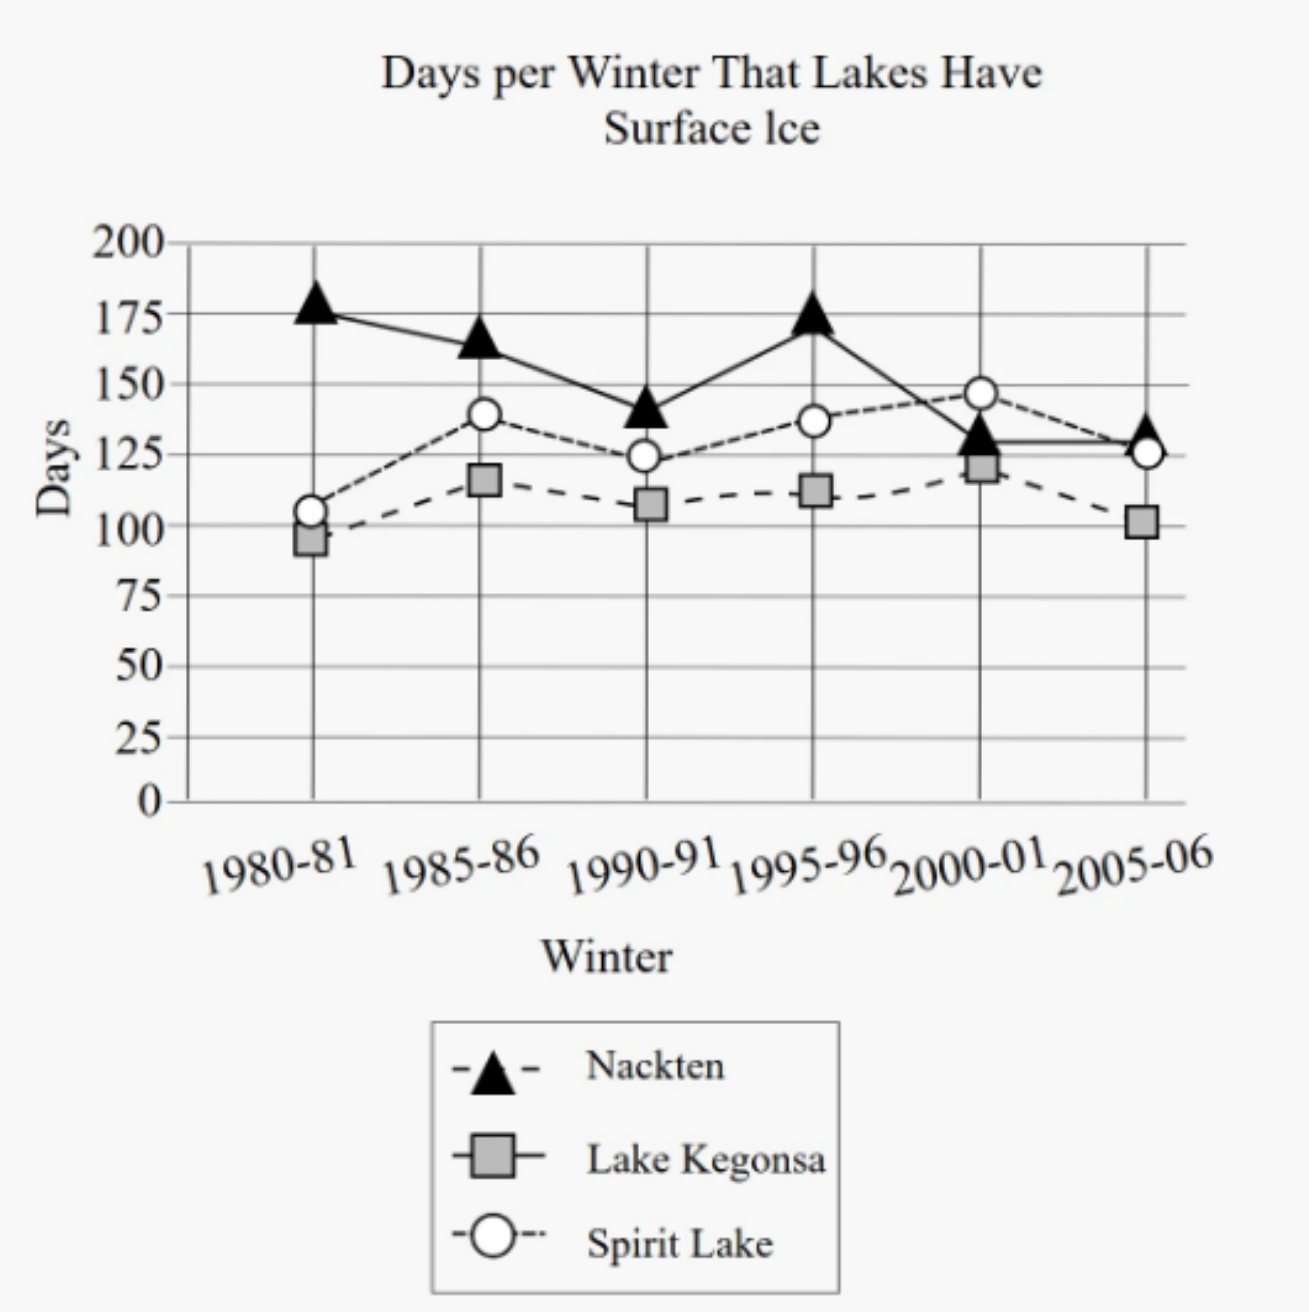 Days per Winter That Lakes Have
Surface lce
200
175
150
125
100
75
50
25
0
Days
1980-81 1985-86 1990-91 1995-96 2000-01 2005-06
Winter
Nackten
Lake Kegonsa
Spirit Lake